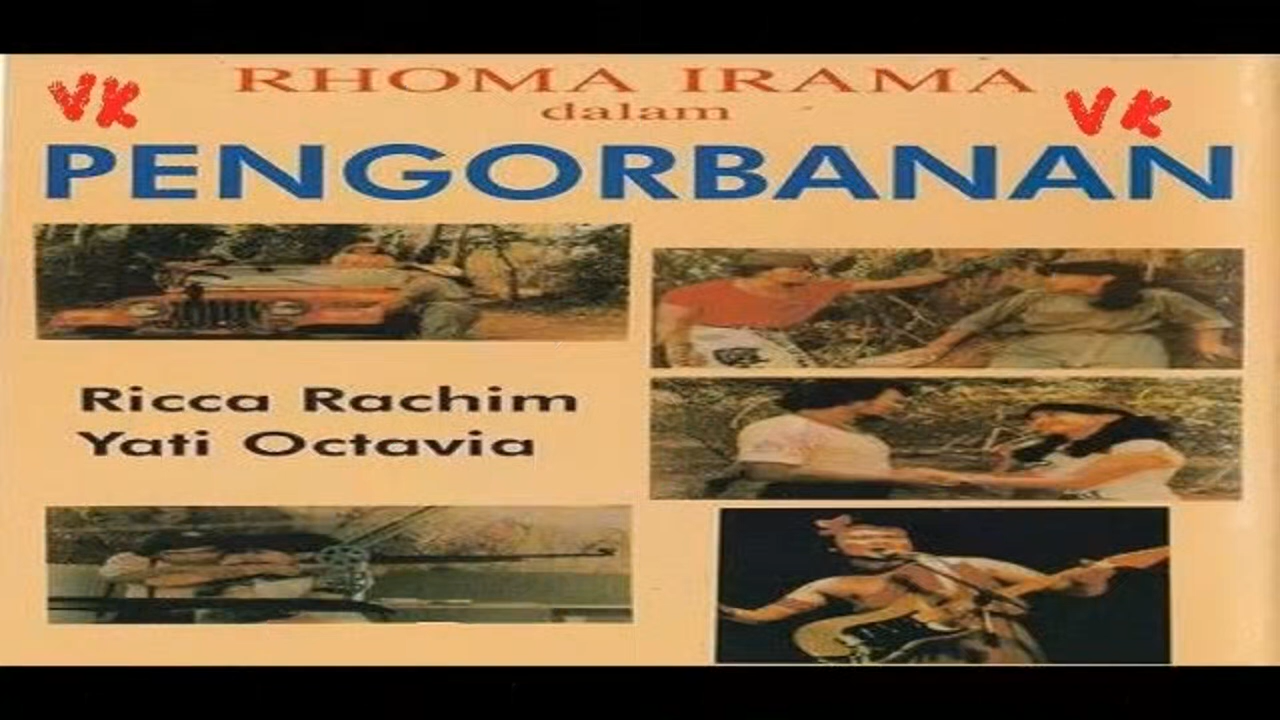 RHOMA IRAMA
VK
VK
dalam
PENGORBANAN
Ricca Rachim
Yati Octavia